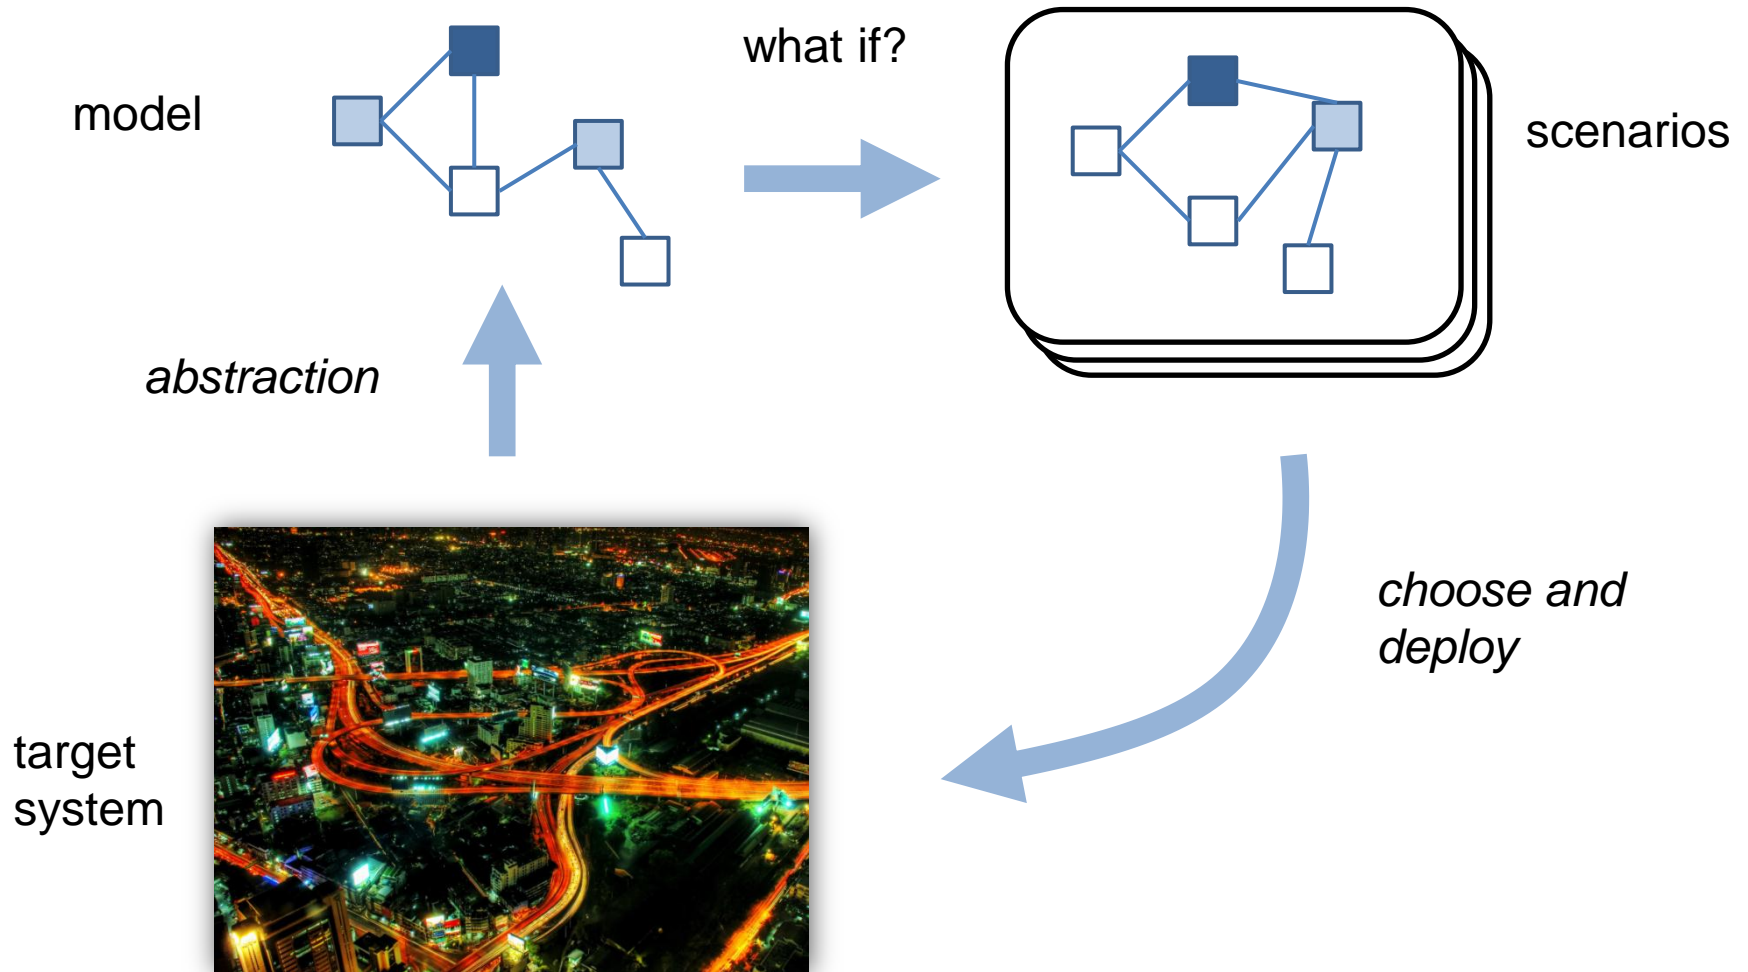 what if?
model
scenarios
abstraction
choose and
deploy
target
system